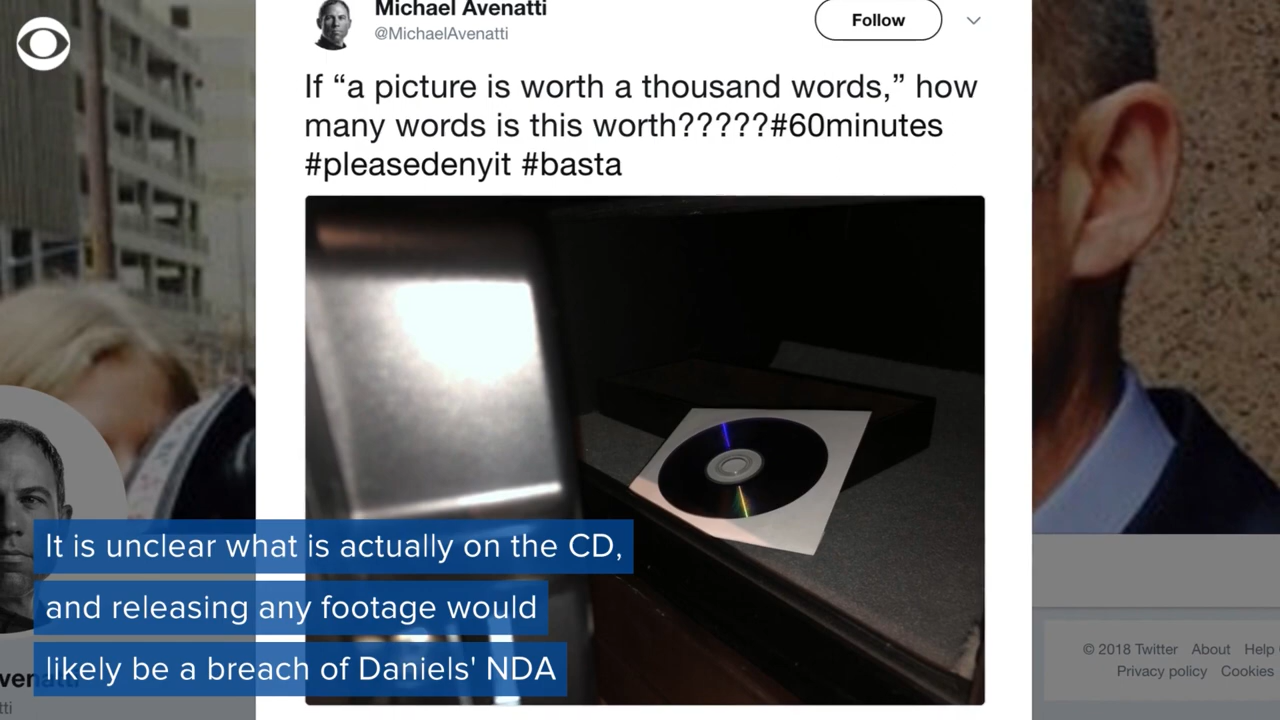 Michael Avenatti
@MichaelAvenatti
Follow
If “a picture is worth a thousand words,” how
many words is this worth?????#60minutes
#pleasedenyit #basta
It is unclear what is actually on the CD,
and releasing any footage would
likely be a breach of Daniels' NDA
© 2018 Twitter About Help
Privacy policy Cookies